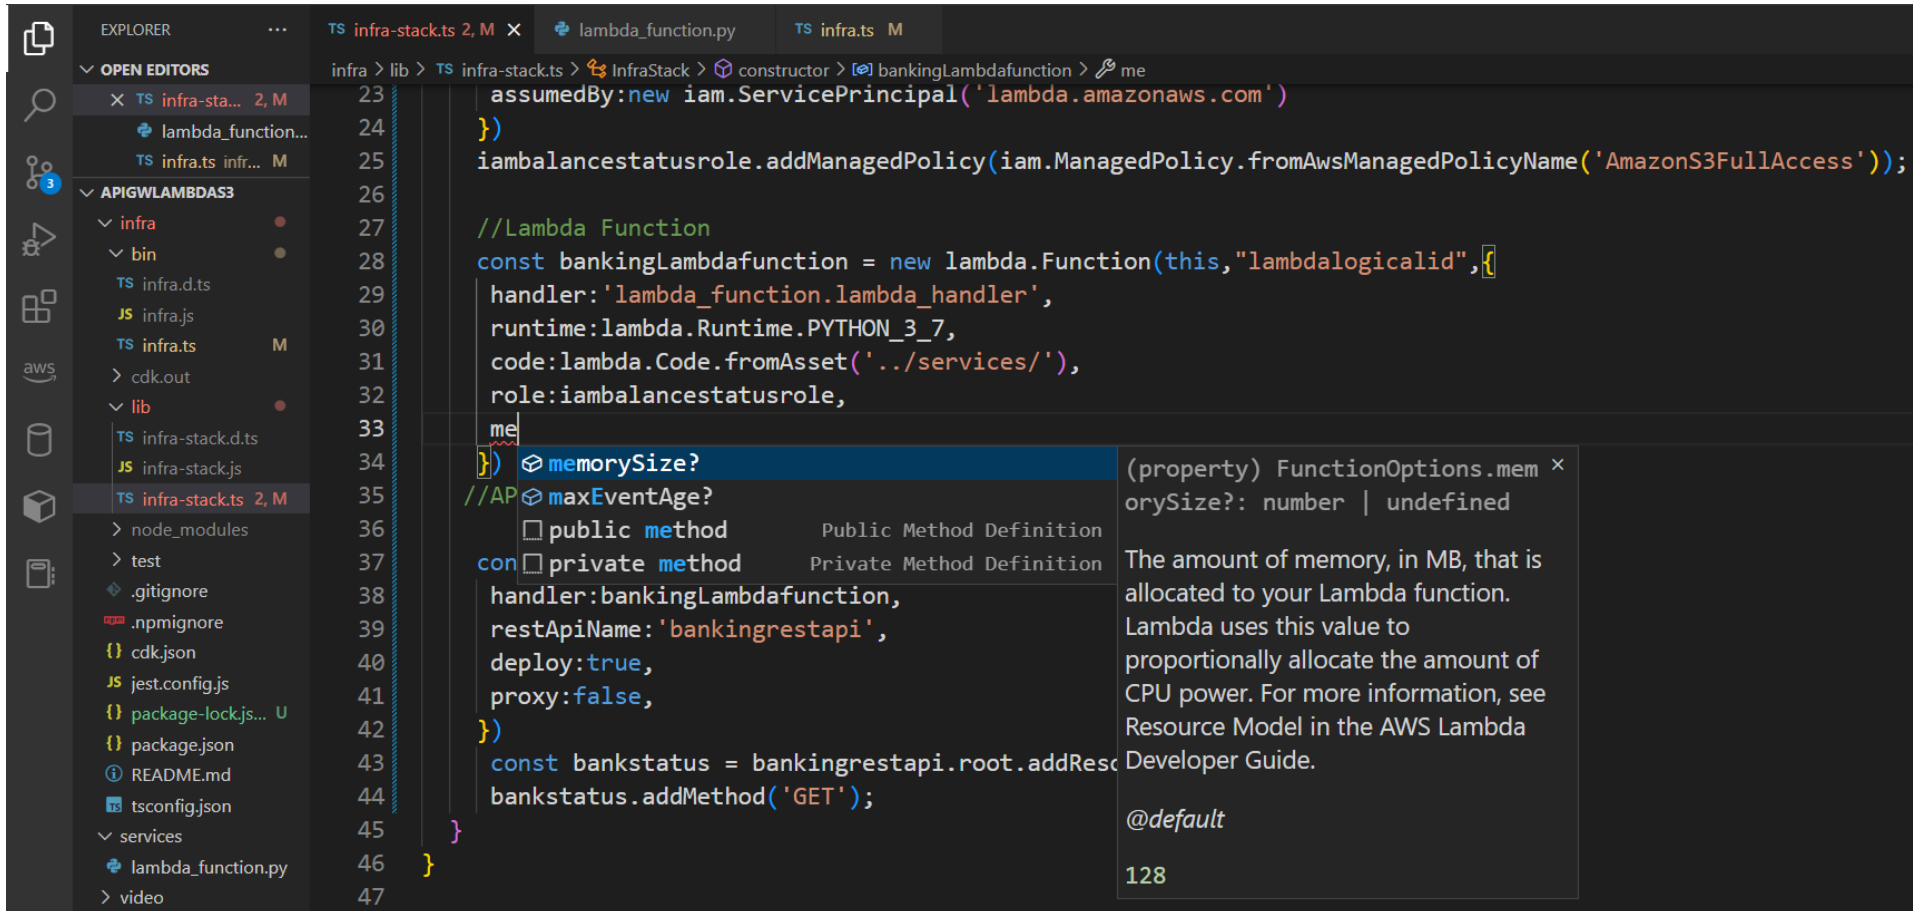 EXPLORER ···
OPEN EDITORS
TS infra-sta... 2, M
lambda_function...
TS infra.ts infr... M
APIGWLAMBDAS3
infra
bin
TS infra.d.ts
JS infra.js
TS infra.ts M
cdk.out
lib
TS infra-stack.d.ts
JS infra-stack.js
TS infra-stack.ts 2, M
node_modules
test
.gitignore
npm .npmignore
{} cdk.json
JS jest.config.js
{} package-lock.js... U
{} package.json
README.md
TS tsconfig.json
services
lambda_function.py
video
3
aws
TS infra-stack.ts 2, M × lambda_function.py TS infra.ts M
infra > lib > TS infra-stack.ts > InfraStack > constructor > bankingLambdafunction > me
23 assumedBy:new iam.ServicePrincipal('lambda.amazonaws.com')
24 })
25 iambalancestatusrole.addManagedPolicy(iam.ManagedPolicy.fromAwsManagedPolicyName('AmazonS3FullAccess'));
26
27 //Lambda Function
28 const bankingLambdafunction = new lambda.Function(this,"lambdalogicalid",{
29 handler:'lambda_function.lambda_handler',
30 runtime:lambda.Runtime.PYTHON_3_7,
31 code:lambda.Code.fromAsset('../services/'),
32 role:iambalancestatusrole,
33 me
34 })
35 //AP
36
37 con
38 handler:bankingLambdafunction,
39 restApiName:'bankingrestapi',
40 deploy:true,
41 proxy:false,
42 })
43 const bankstatus = bankingrestapi.root.addResc
44 bankstatus.addMethod('GET');
45 }
46 }
47
memorySize?
maxEventAge?
public method Public Method Definition
private method Private Method Definition
(property) FunctionOptions.mem ×
orySize?: number | undefined
The amount of memory, in MB, that is
allocated to your Lambda function.
Lambda uses this value to
proportionally allocate the amount of
CPU power. For more information, see
Resource Model in the AWS Lambda
Developer Guide.
@default
128